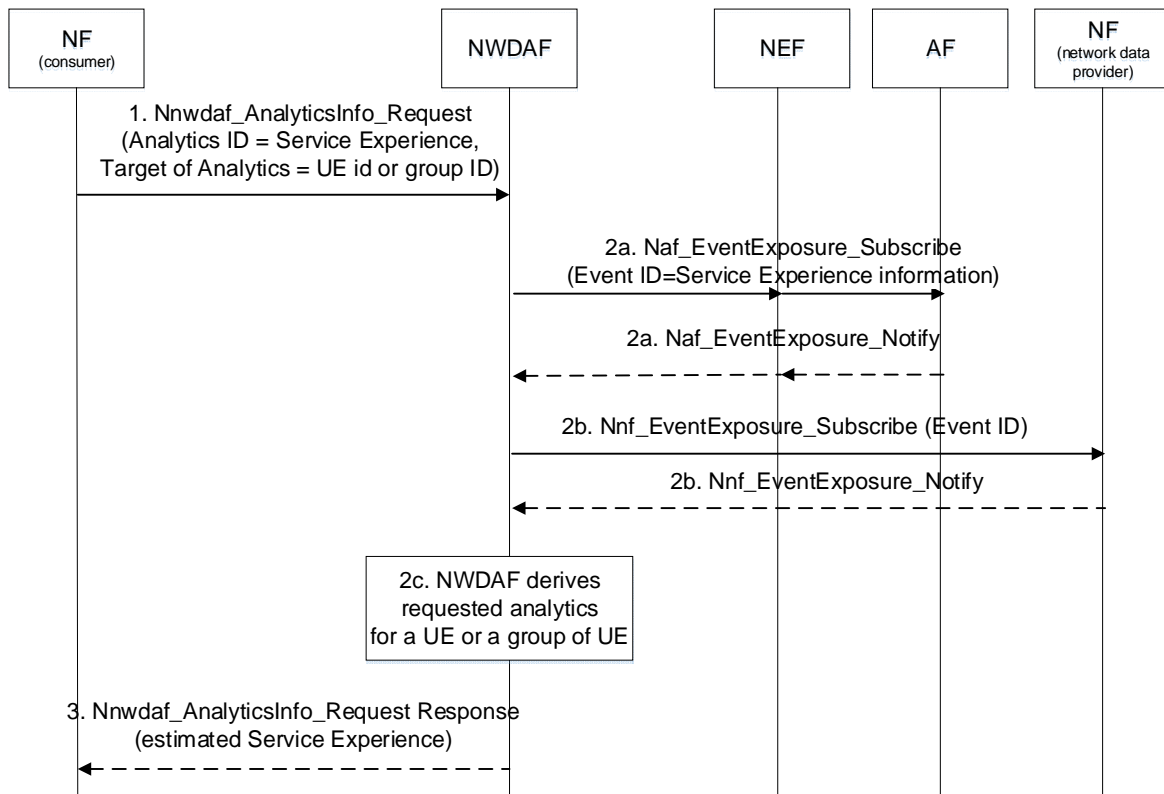 NF
(consumer)
NWDAF
NEF
AF
NF
(network data
provider)
1. Nnwdaf_AnalyticsInfo_Request
(Analytics ID = Service Experience,
Target of Analytics = UE id or group ID)
2a. Naf_EventExposure_Subscribe
(Event ID=Service Experience information)
2a. Naf_EventExposure_Notify
2b. Nnf_EventExposure_Subscribe (Event ID)
2b. Nnf_EventExposure_Notify
2c. NWDAF derives
requested analytics
for a UE or a group of UE
3. Nnwdaf_AnalyticsInfo_Request Response
(estimated Service Experience)